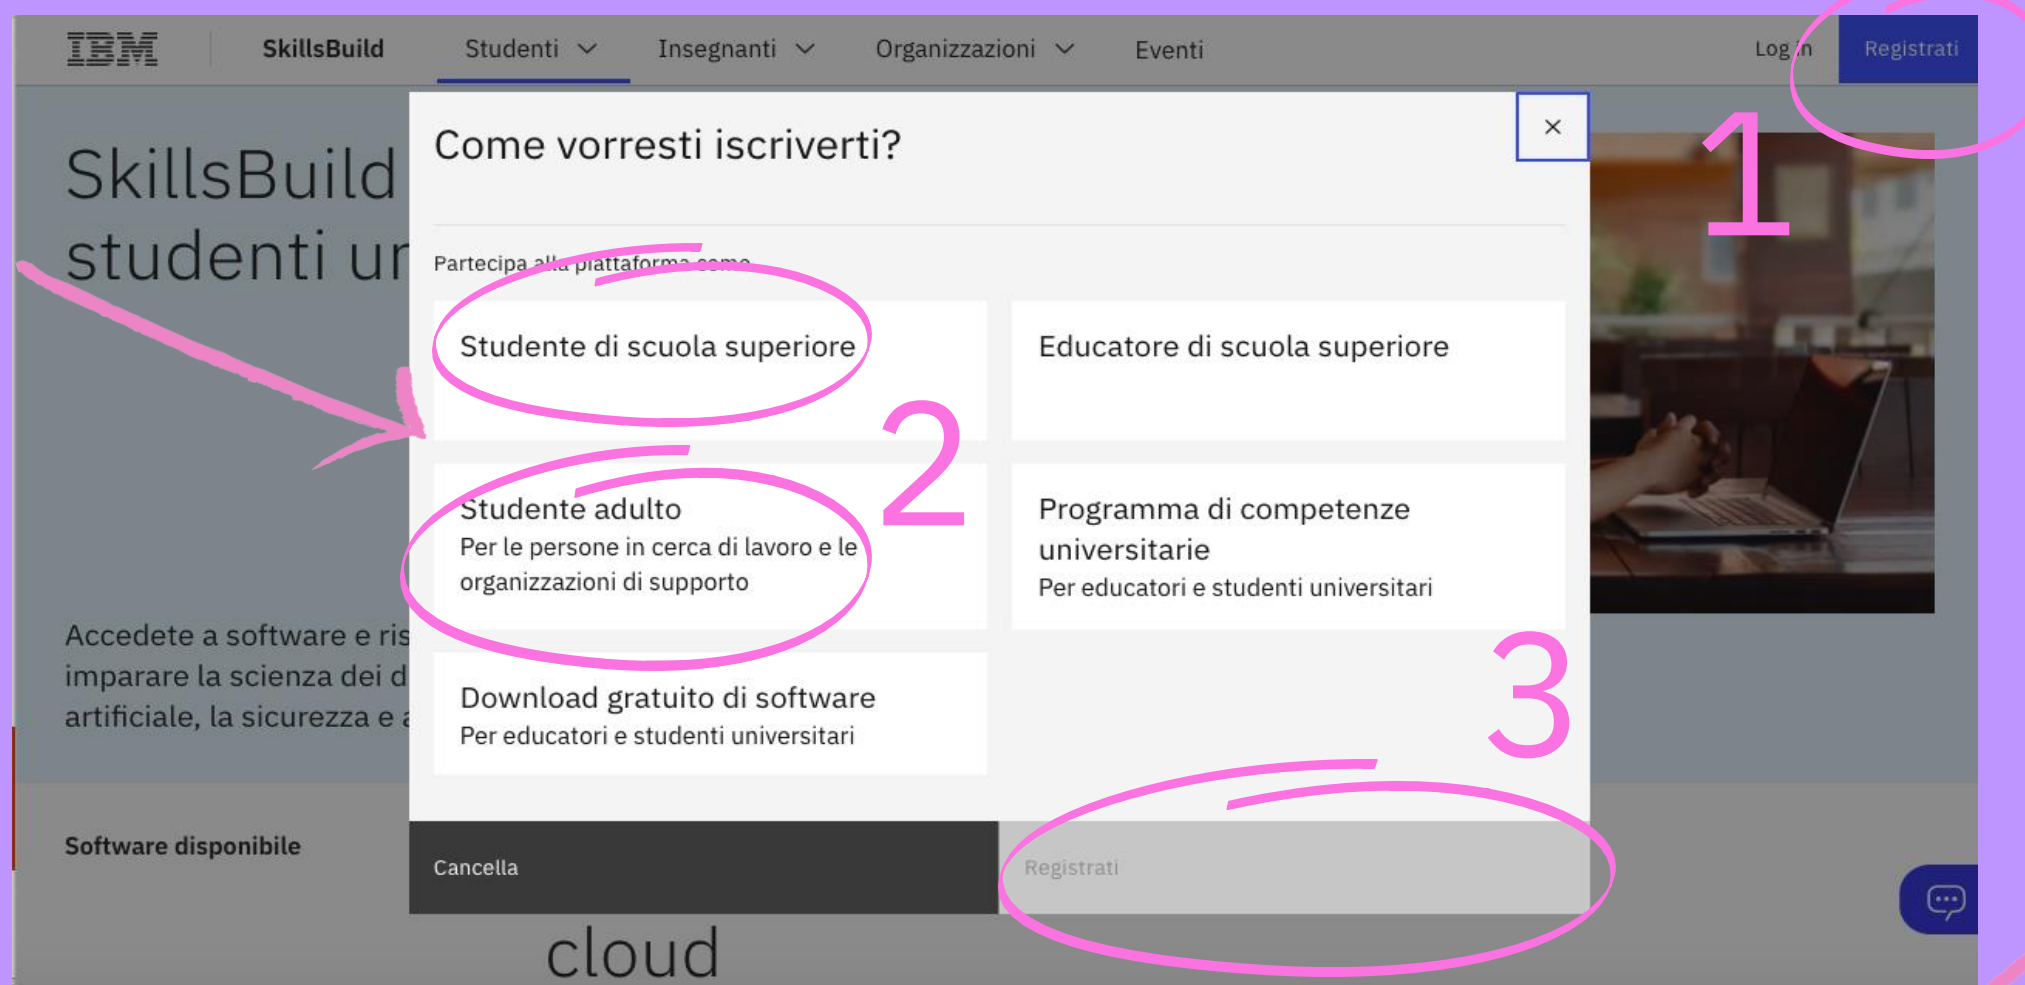 IBM
SkillsBuild
Studenti
Insegnanti
Organizzazioni
Eventi
Log in
Registrati
1
SkillsBuild
studenti
Accedete a software e
imparare la scienza dei
artificiale, la sicurezza e
Come vorresti iscriverti?
Partecipa alla piattaforma come
Studente di scuola superiore
Educatore di scuola superiore
2
Studente adulto
Per le persone in cerca di lavoro e le
organizzazioni di supporto
Programma di competenze
universitarie
Per educatori e studenti universitari
Download gratuito di software
Per educatori e studenti universitari
3
Cancella
Registrati
Software disponibile
cloud